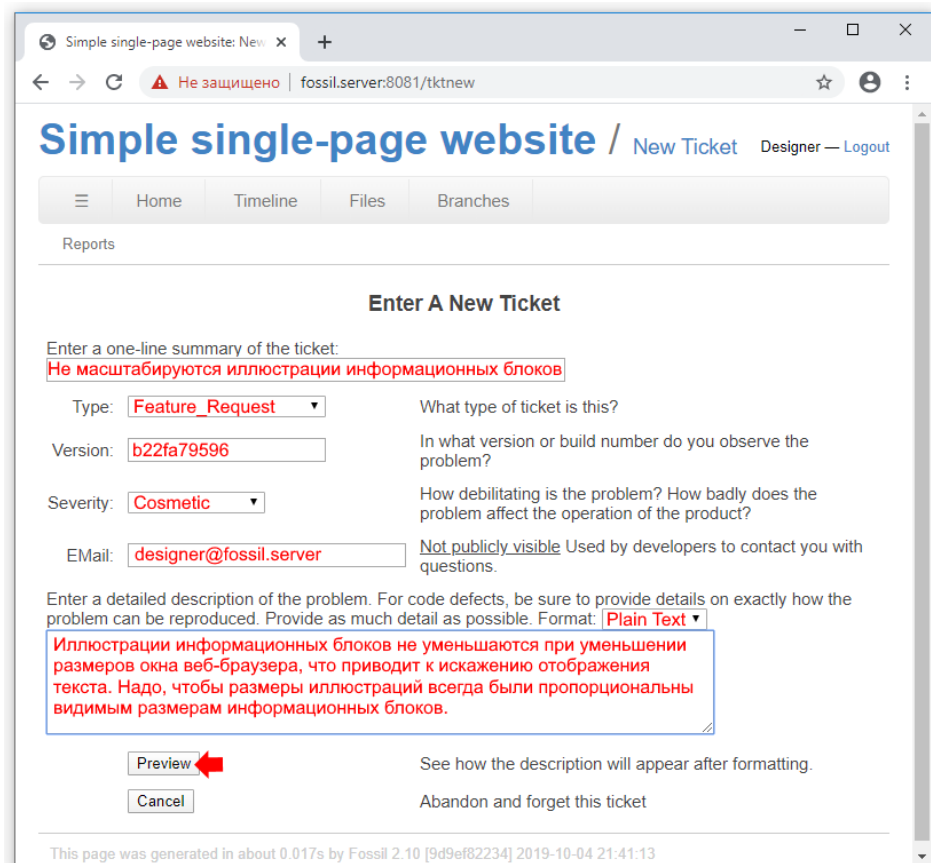 Simple single-page website: New
Не защищено | fossil.server:8081/tktnew
Simple single-page website / New Ticket Designer — Logout
☰ Home Timeline Files Branches
Reports
Enter A New Ticket
Enter a one-line summary of the ticket:
Не масштабируются иллюстрации информационных блоков
Type: Feature_Request What type of ticket is this?
Version: b22fa79596 In what version or build number do you observe the
problem?
Severity: Cosmetic How debilitating is the problem? How badly does the
problem affect the operation of the product?
EMail: designer@fossil.server Not publicly visible Used by developers to contact you with
questions.
Enter a detailed description of the problem. For code defects, be sure to provide details on exactly how the
problem can be reproduced. Provide as much detail as possible. Format: Plain Text
Иллюстрации информационных блоков не уменьшаются при уменьшении
размеров окна веб-браузера, что приводит к искажению отображения
текста. Надо, чтобы размеры иллюстраций всегда были пропорциональны
видимым размерам информационных блоков.
Preview See how the description will appear after formatting.
Cancel Abandon and forget this ticket
This page was generated in about 0.017s by Fossil 2.10 [9d9ef82234] 2019-10-04 21:41:13